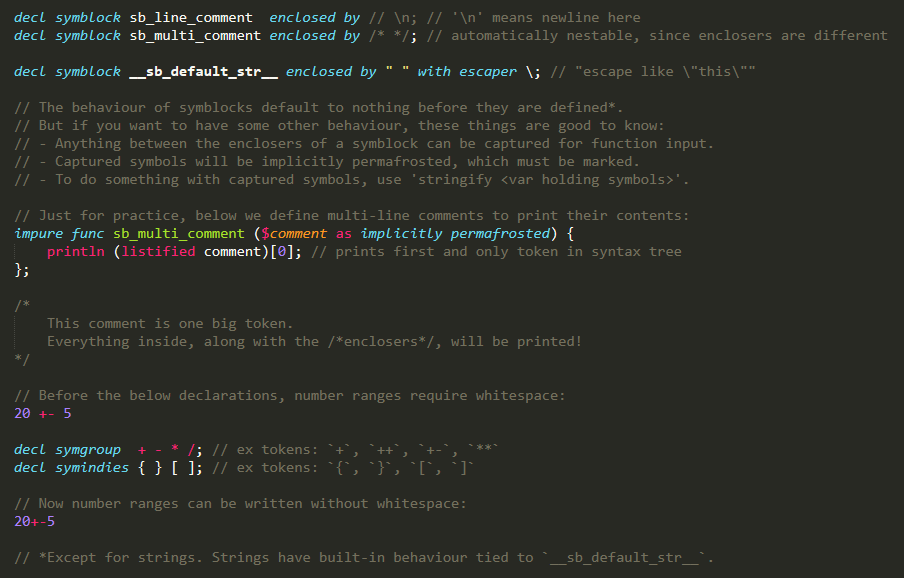 decl symblock sb_line_comment  enclosed by // \n; // '\n' means newline here
decl symblock sb_multi_comment enclosed by /* */; // automatically nestable, since enclosers are different
decl symblock __sb_default_str__ enclosed by " " with escaper \; // "escape like \"this\""
// The behaviour of symblocks default to nothing before they are defined*.
// But if you want to have some other behaviour, these things are good to know:
// - Anything between the enclosers of a symblock can be captured for function input.
// - Captured symbols will be implicitly permafrosted, which must be marked.
// - To do something with captured symbols, use 'stringify <var holding symbols>'.
// Just for practice, below we define multi-line comments to print their contents:
impure func sb_multi_comment ($comment as implicitly permafrosted) {
    println (listified comment)[0]; // prints first and only token in syntax tree
};
/*
    This comment is one big token.
    Everything inside, along with the /*enclosers*/, will be printed!
*/
// Before the below declarations, number ranges require whitespace:
20 +- 5
decl symgroup  + - * /; // ex tokens: `+`, `++`, `+-`, `**`
decl symindies { } [ ]; // ex tokens: `{`, `}`, `[`, `]`
// Now number ranges can be written without whitespace:
20+-5
// *Except for strings. Strings have built-in behaviour tied to `__sb_default_str__`.